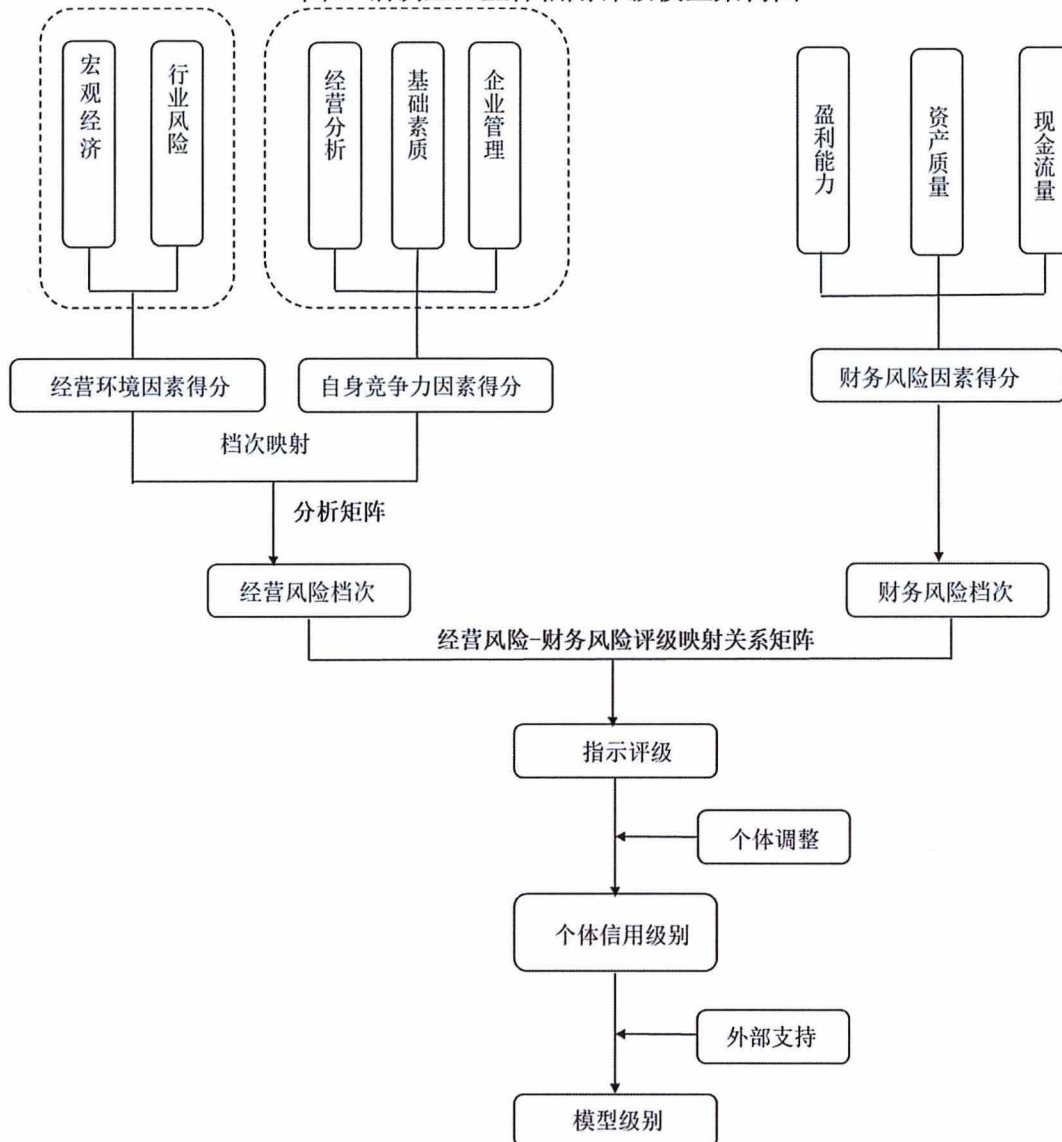 宏观经济
行业风险
经营分析
基础素质
企业管理
盈利能力
资产质量
现金流量
经营环境因素得分
自身竞争力因素得分
财务风险因素得分
档次映射
分析矩阵
经营风险档次
财务风险档次
经营风险-财务风险评级映射关系矩阵
指示评级
个体调整
个体信用级别
外部支持
模型级别